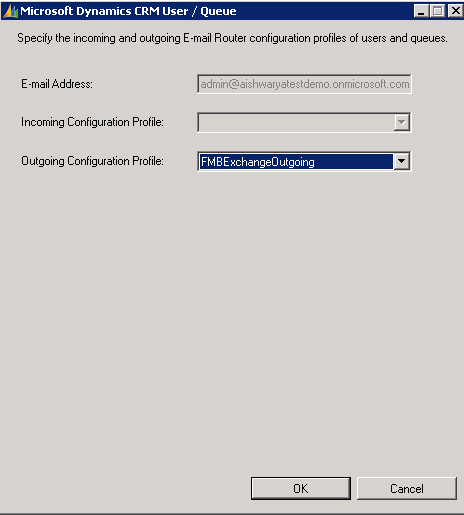 Microsoft Dynamics CRM User / Queue
Specify the incoming and outgoing E-mail Router configuration profiles of users and queues.
E-mail Address:
admin@aishwaryatestdemo.onmicrosoft.com
Incoming Configuration Profile:
Outgoing Configuration Profile:
FMBExchangeOutgoing
OK
Cancel